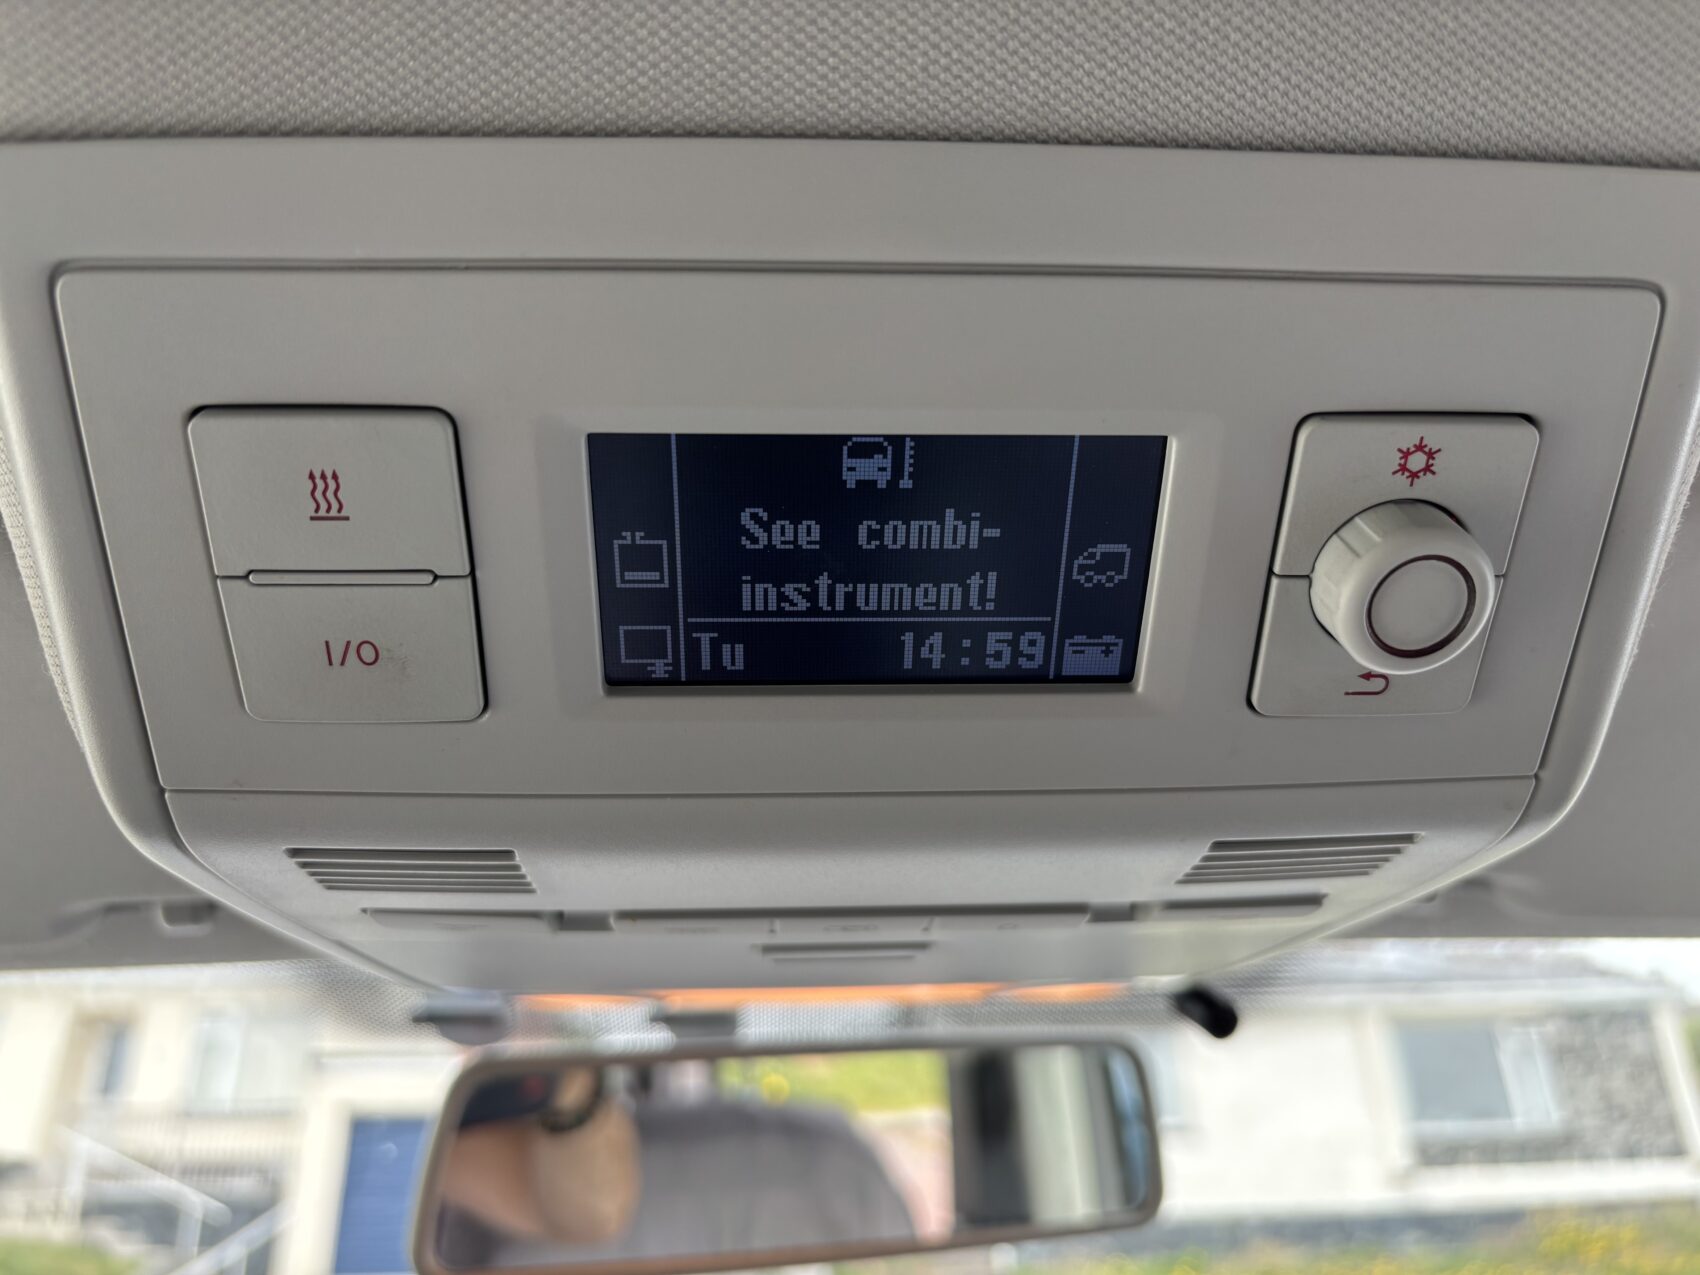 See combi-
instrument!
Tu 14:59
I/O